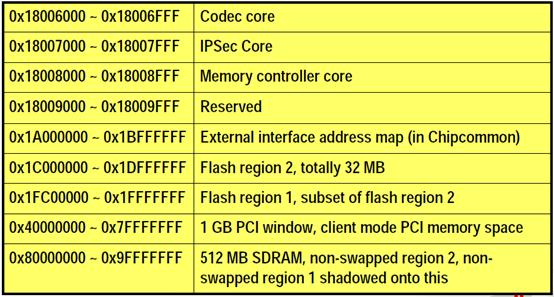 0x18006000 ~ 0x18006FFF Codec core
0x18007000 ~ 0x18007FFF IPSec Core
0x18008000 ~ 0x18008FFF Memory controller core
0x18009000 ~ 0x18009FFF Reserved
0x1A000000 ~ 0x1BFFFFFF External interface address map (in Chipcommon)
0x1C000000 ~ 0x1DFFFFFF Flash region 2, totally 32 MB
0x1FC00000 ~ 0x1FFFFFFF Flash region 1, subset of flash region 2
0x40000000 ~ 0x7FFFFFFF 1 GB PCI window, client mode PCI memory space
0x80000000 ~ 0x9FFFFFFF 512 MB SDRAM, non-swapped region 2, non-
swapped region 1 shadowed onto this